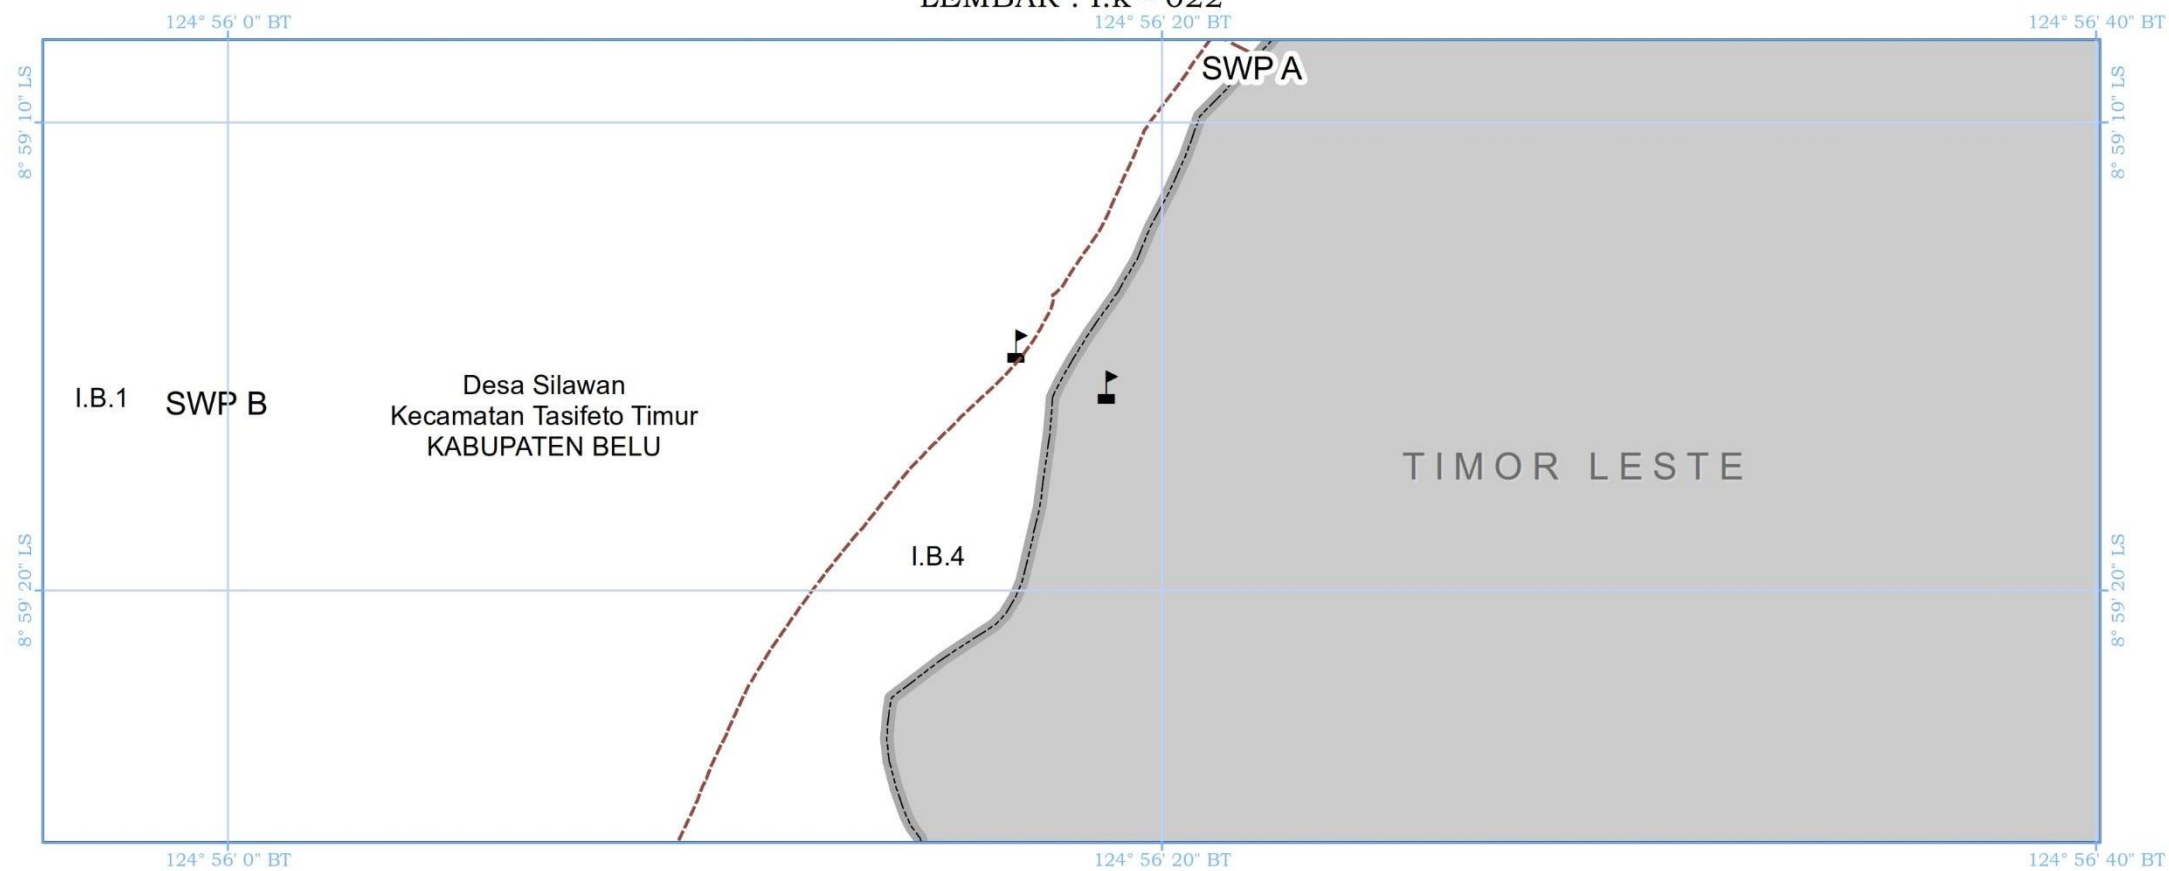 LEMBAR : I.k - 022
124° 56' 0" BT
124° 56' 20" BT
124° 56' 40" BT
8° 59' 10" LS
8° 59' 10" LS
SWP A
I.B.1
SWP B
Desa Silawan
Kecamatan Tasifeto Timur
KABUPATEN BELU
TIMOR LESTE
I.B.4
8° 59' 20" LS
8° 59' 20" LS
124° 56' 0" BT
124° 56' 20" BT
124° 56' 40" BT